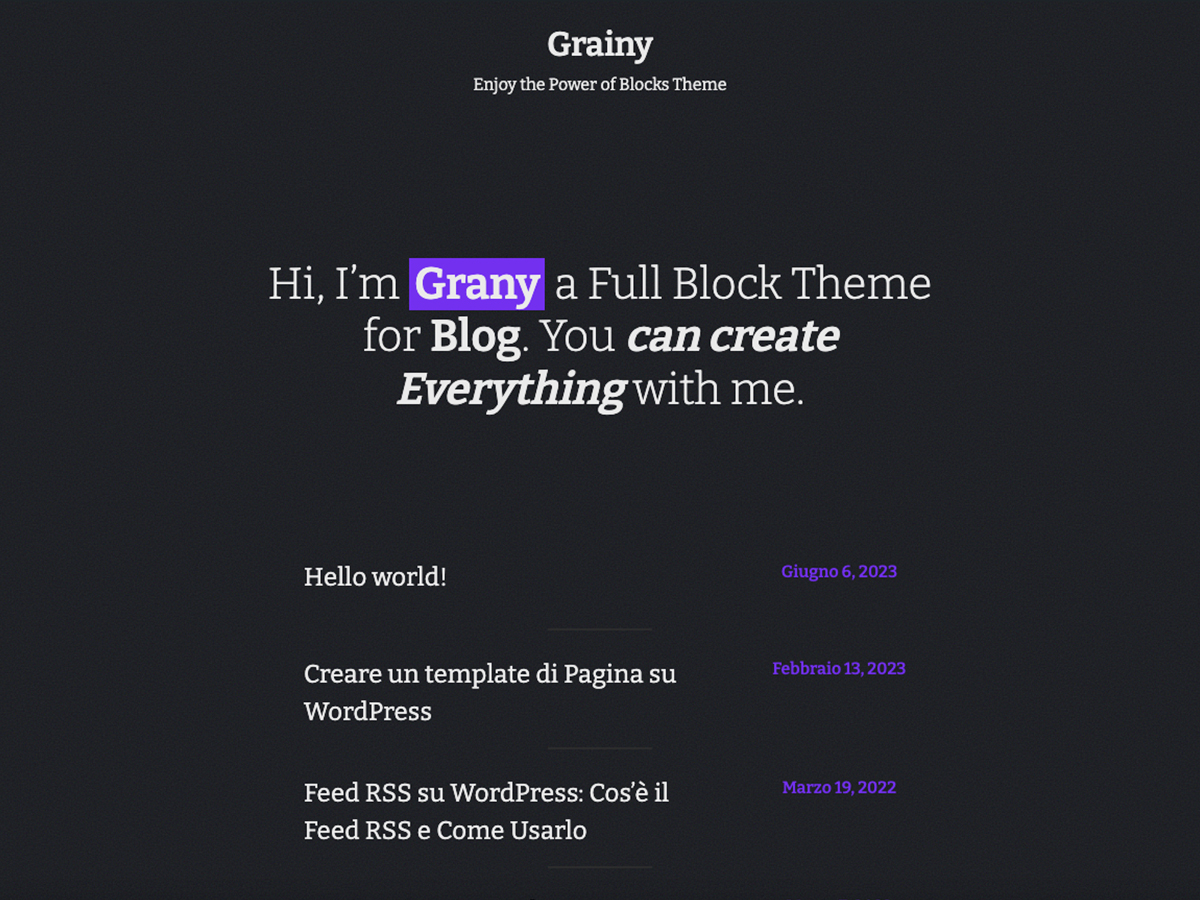 Grainy
Enjoy the Power of Blocks Theme
Hi, I’m Grany a Full Block Theme
for Blog. You can create
Everything with me.
Hello world!
Giugno 6, 2023
Creare un template di Pagina su
WordPress
Febbraio 13, 2023
Feed RSS su WordPress: Cos’è il
Feed RSS e Come Usarlo
Marzo 19, 2022